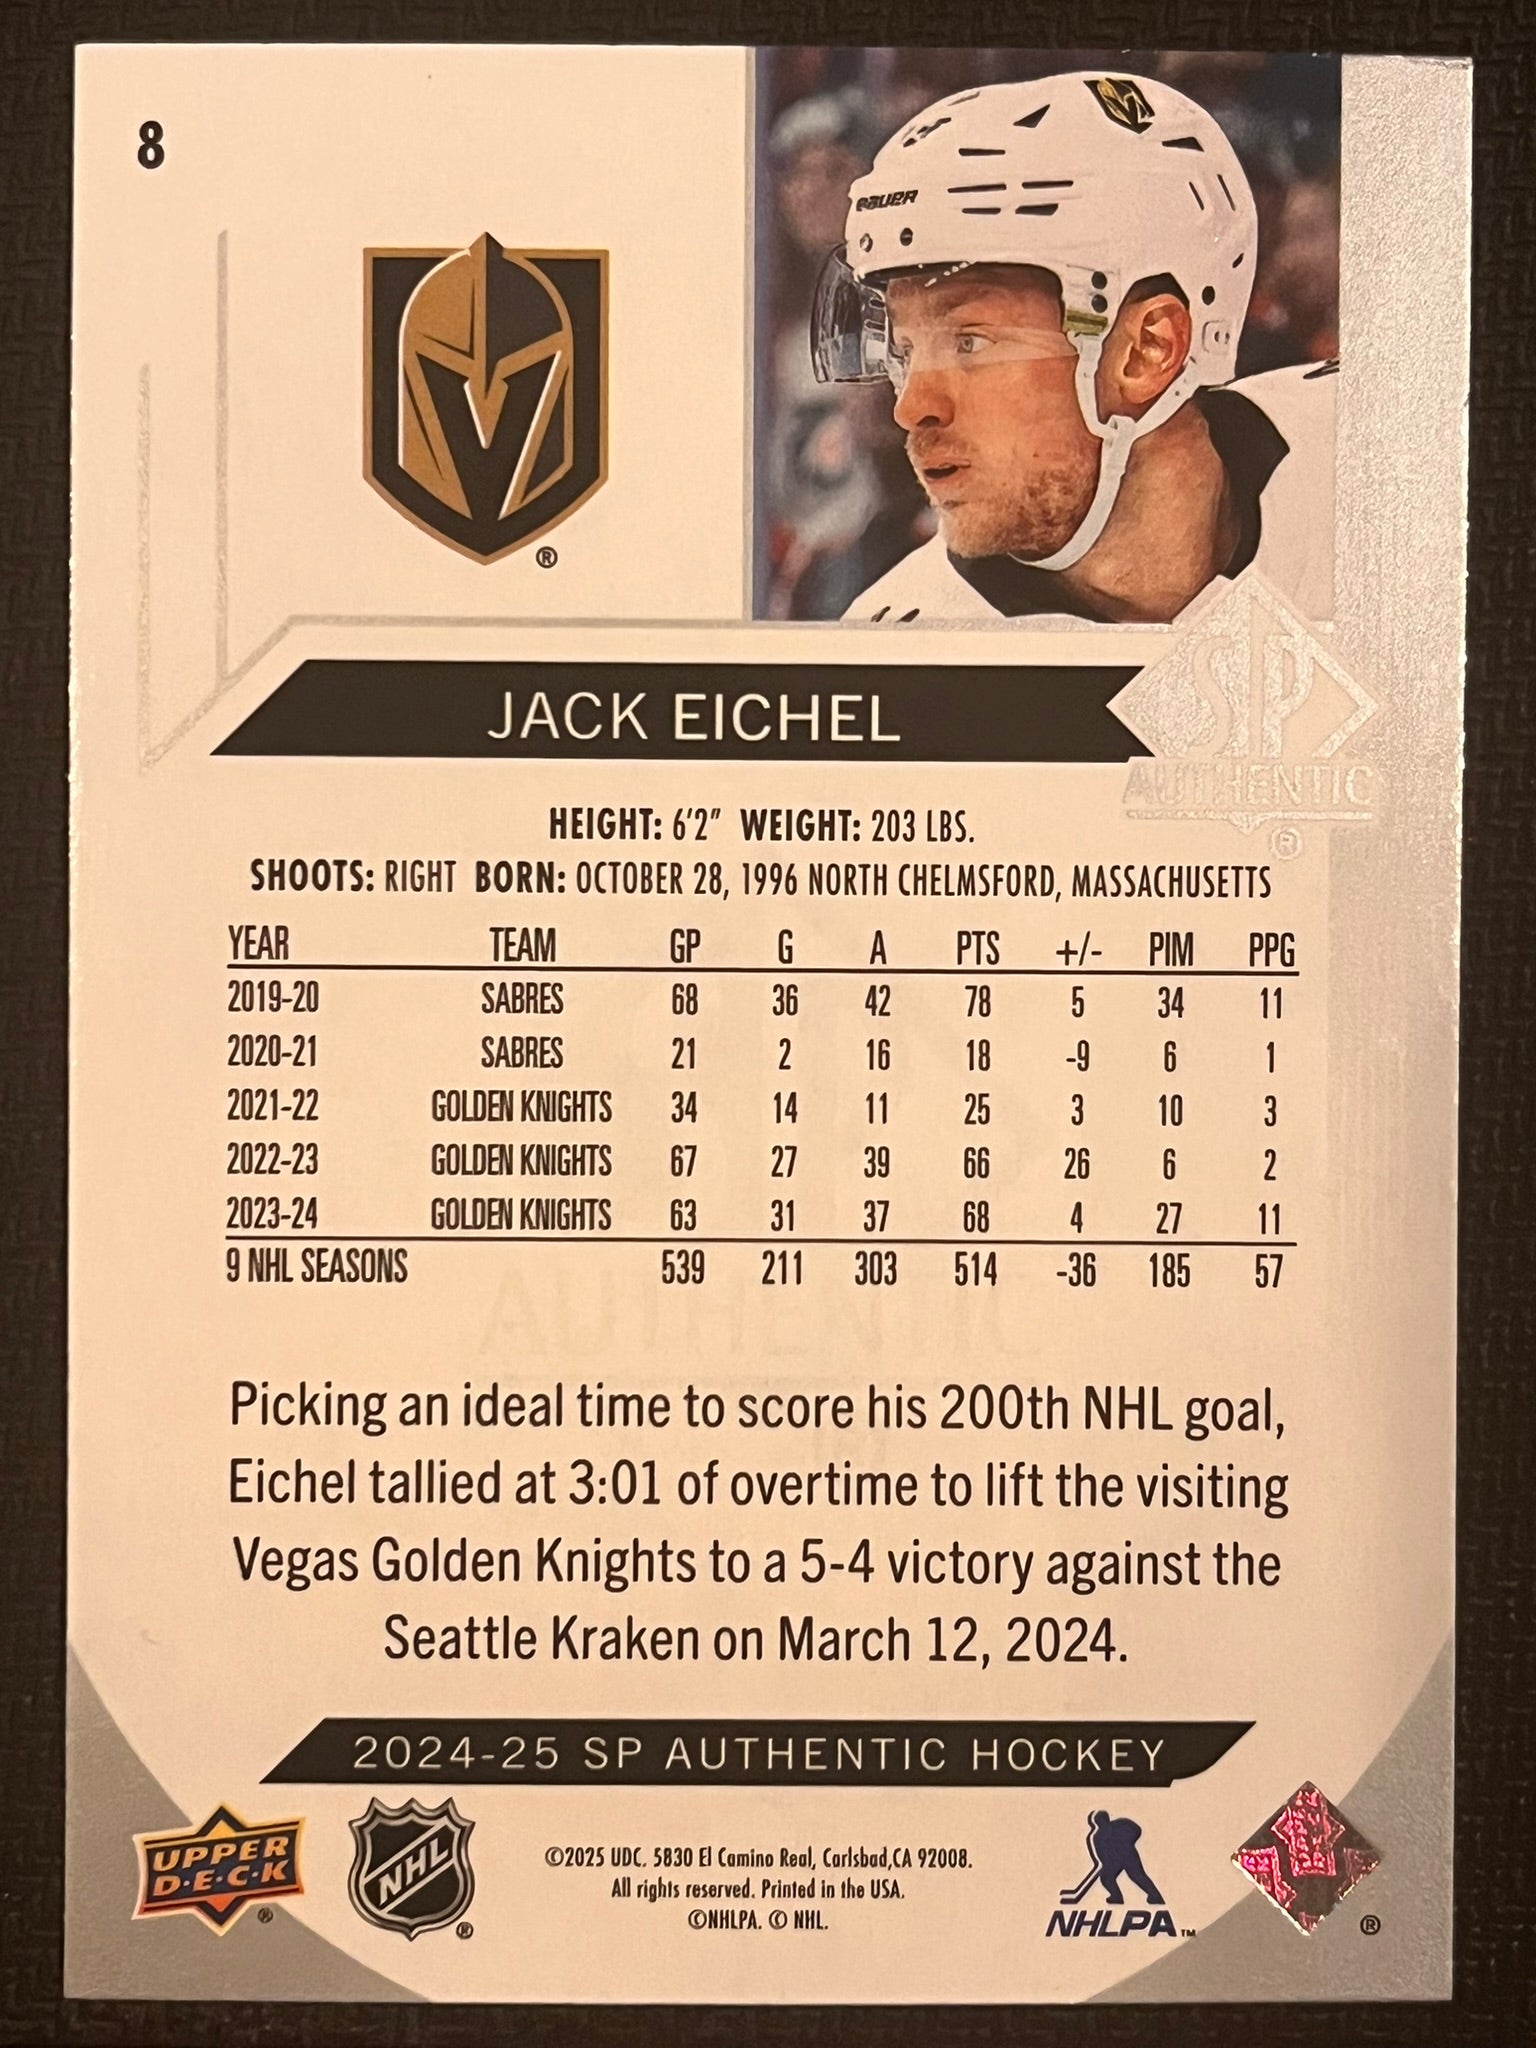 8
BAUER
®
JACK EICHEL
SP
AUTHENTIC
®
HEIGHT: 6'2" WEIGHT: 203 LBS.
SHOOTS: RIGHT BORN: OCTOBER 28, 1996 NORTH CHELMSFORD, MASSACHUSETTS
YEAR TEAM GP G A PTS +/- PIM PPG
2019-20 SABRES 68 36 42 78 5 34 11
2020-21 SABRES 21 2 16 18 -9 6 1
2021-22 GOLDEN KNIGHTS 34 14 11 25 3 10 3
2022-23 GOLDEN KNIGHTS 67 27 39 66 26 6 2
2023-24 GOLDEN KNIGHTS 63 31 37 68 4 27 11
9 NHL SEASONS 539 211 303 514 -36 185 57
Picking an ideal time to score his 200th NHL goal,
Eichel tallied at 3:01 of overtime to lift the visiting
Vegas Golden Knights to a 5-4 victory against the
Seattle Kraken on March 12, 2024.
2024-25 SP AUTHENTIC HOCKEY
UPPER
D·E·C·K
®
NHL
®
©2025 UDC. 5830 El Camino Real, Carlsbad,CA 92008.
All rights reserved. Printed in the USA.
©NHLPA. © NHL.
NHLPA™
®